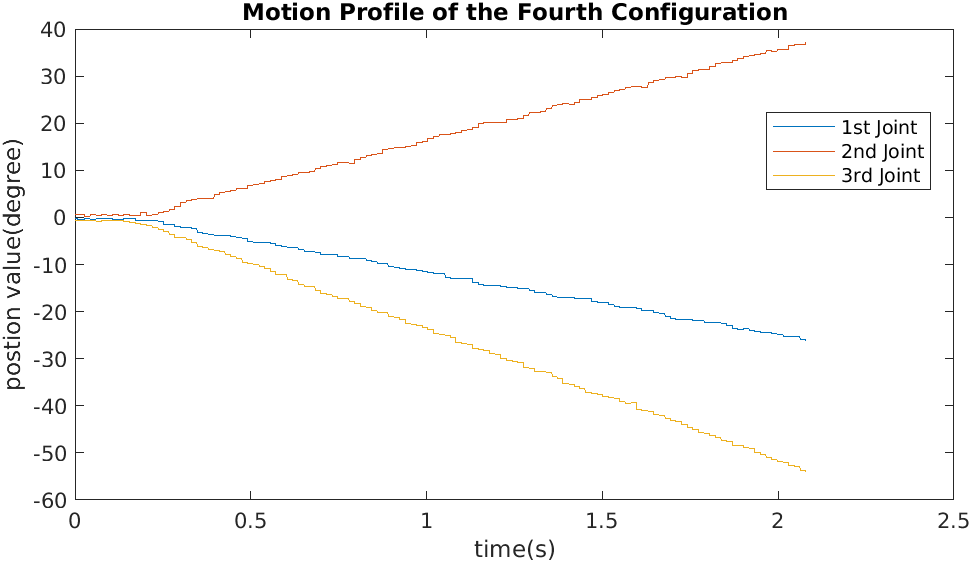 Motion Profile of the Fourth Configuration
40
30
20
10
0
-10
-20
-30
-40
-50
-60
postion value(degree)
1st Joint
2nd Joint
3rd Joint
0
0.5
1
1.5
2
2.5
time(s)